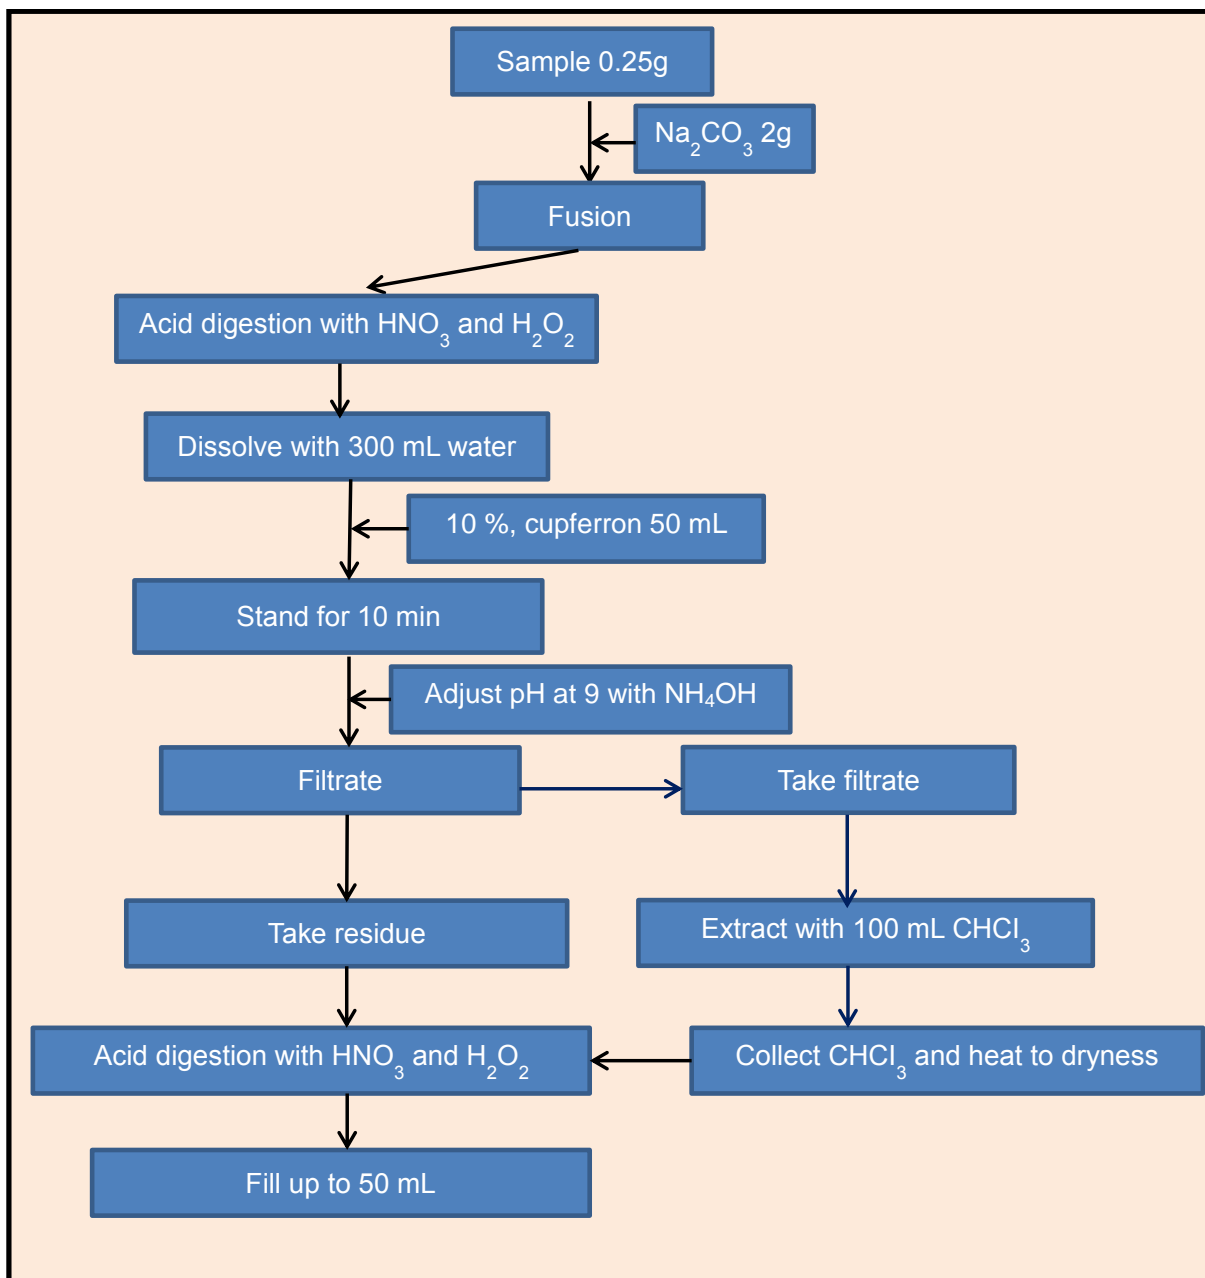 Sample 0.25g
Na₂CO₃ 2g
Fusion
Acid digestion with HNO₃ and H₂O₂
Dissolve with 300 mL water
10 %, cupferron 50 mL
Stand for 10 min
Adjust pH at 9 with NH₄OH
Filtrate
Take filtrate
Take residue
Extract with 100 mL CHCl₃
Acid digestion with HNO₃ and H₂O₂
Collect CHCl₃ and heat to dryness
Fill up to 50 mL